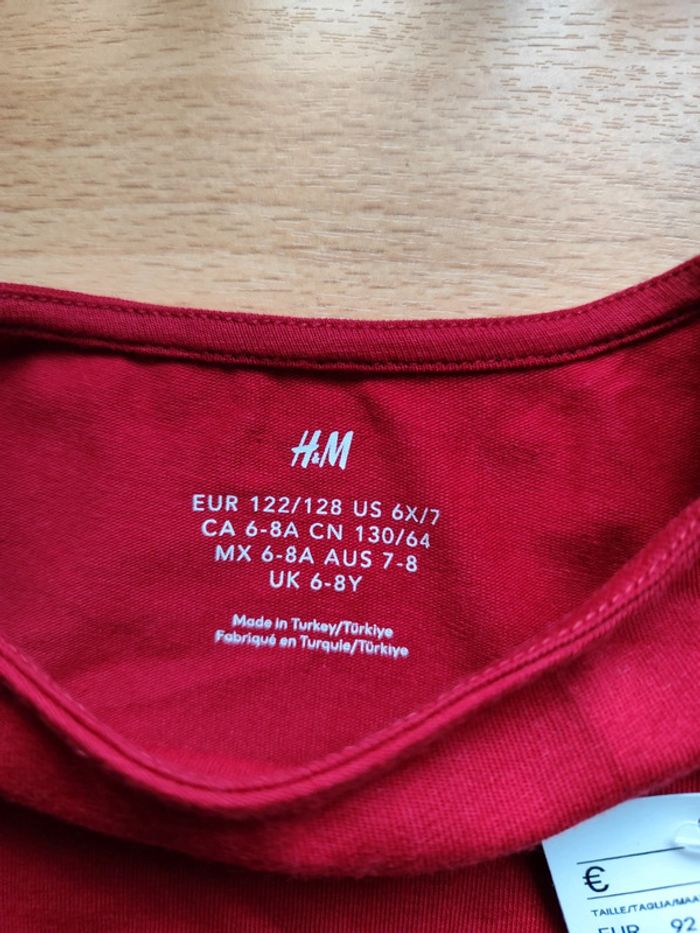 H&M
EUR 122/128 US 6X/7
CA 6-8A CN 130/64
MX 6-8A AUS 7-8
UK 6-8Y
Made in Turkey/Türkiye
Fabriqué en Turquie/Türkiye
€
TAILLE/TAGLIA/MAA
EUR 92